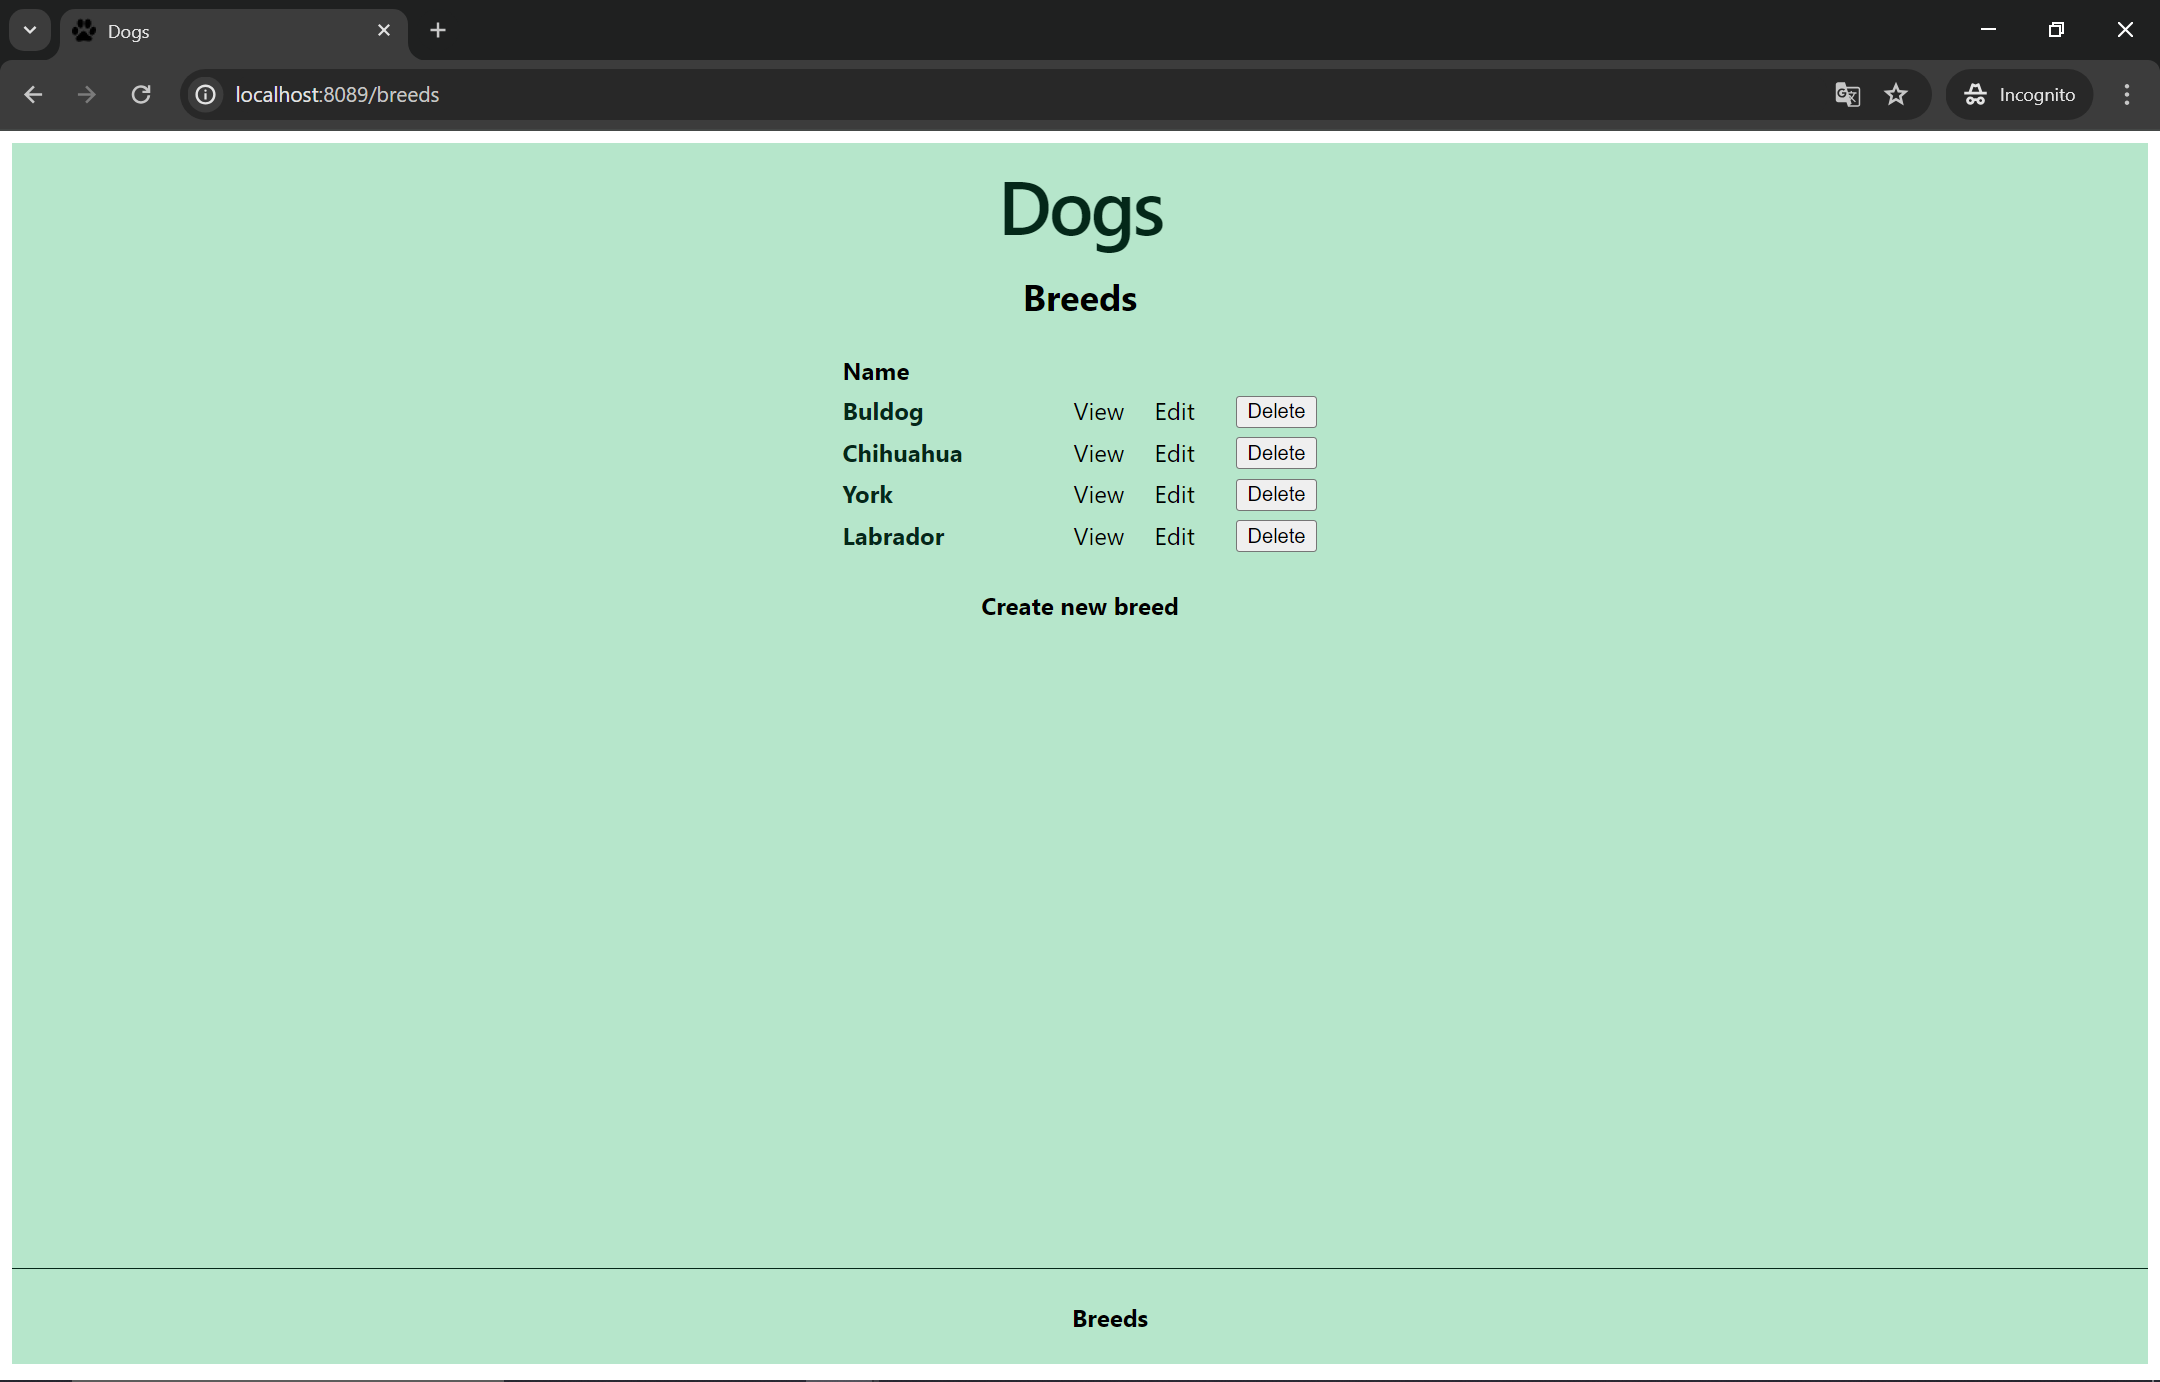 Dogs
localhost:8089/breeds
Incognito
Dogs
Breeds
Name
Buldog View Edit Delete
Chihuahua View Edit Delete
York View Edit Delete
Labrador View Edit Delete
Create new breed
Breeds